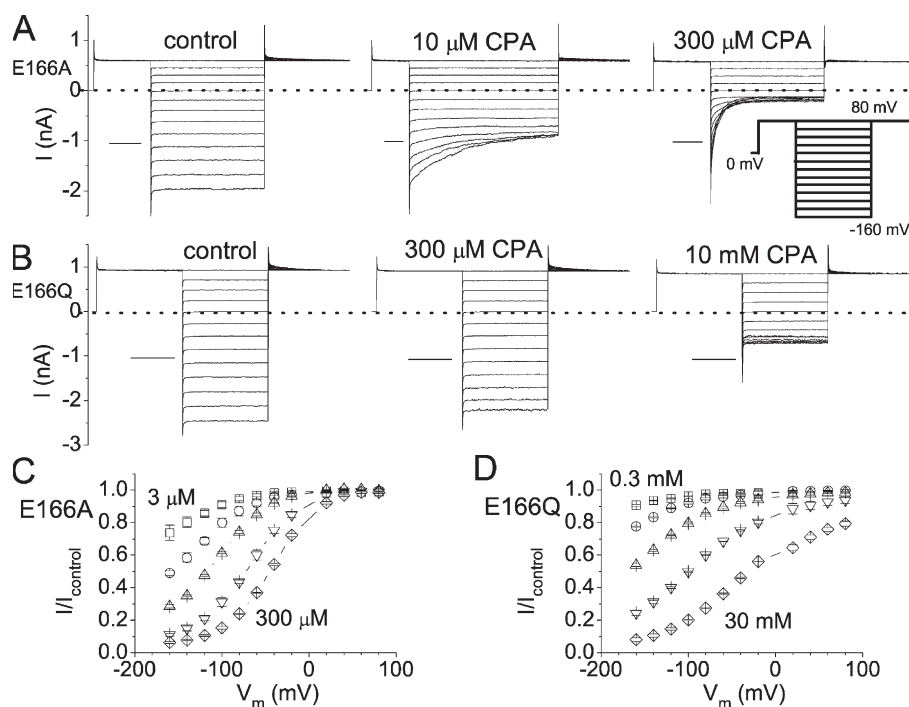 A
E166A
control
10 μM CPA
300 μM CPA
1
0
-1
-2
I (nA)
80 mV
0 mV
-160 mV
B
E166Q
control
300 μM CPA
10 mM CPA
1
0
-1
-2
-3
I (nA)
C
E166A
3 μM
300 μM
1.0
0.8
0.6
0.4
0.2
0.0
I/Icontrol
-200 -100 0 100
Vm (mV)
D
E166Q
0.3 mM
30 mM
1.0
0.8
0.6
0.4
0.2
0.0
I/Icontrol
-200 -100 0 100
Vm (mV)